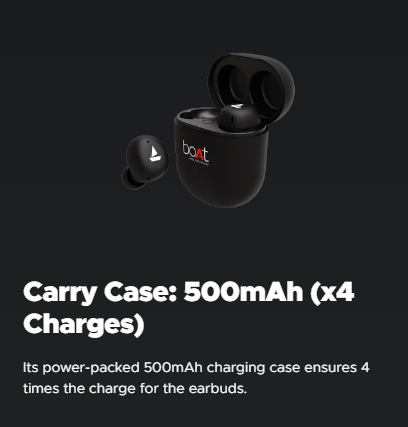 boAt
Carry Case: 500mAh (x4
Charges)
Its power-packed 500mAh charging case ensures 4
times the charge for the earbuds.